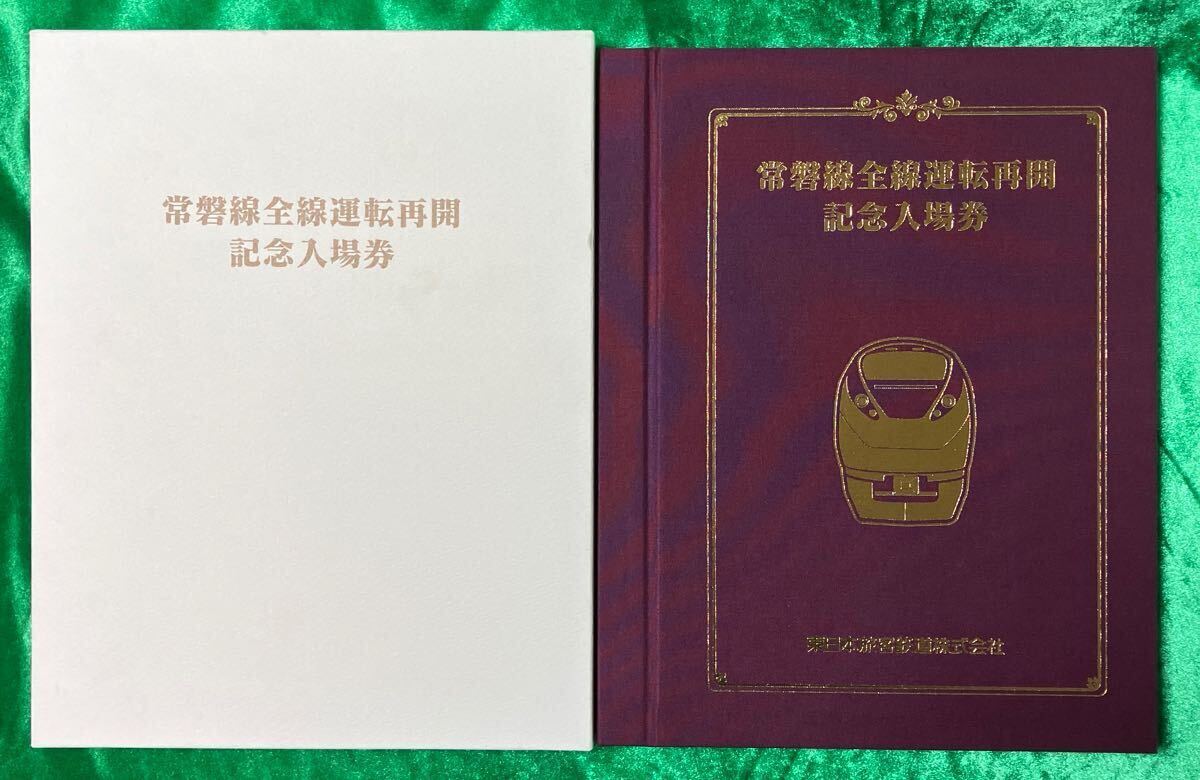 常磐線全線運転再開
記念入場券
常磐線全線運転再開
記念入場券
東日本旅客鉄道株式会社